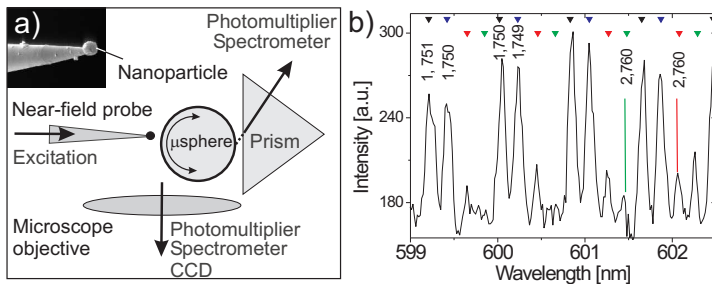 a)
Photomultiplier
Spectrometer
Nanoparticle
Near-field probe
Excitation
μsphere
Prism
Microscope
objective
Photomultiplier
Spectrometer
CCD
b)
300
240
180
Intensity [a.u.]
1, 751
1,750
1,750
1,749
2,760
2,760
599
600
601
602
Wavelength [nm]